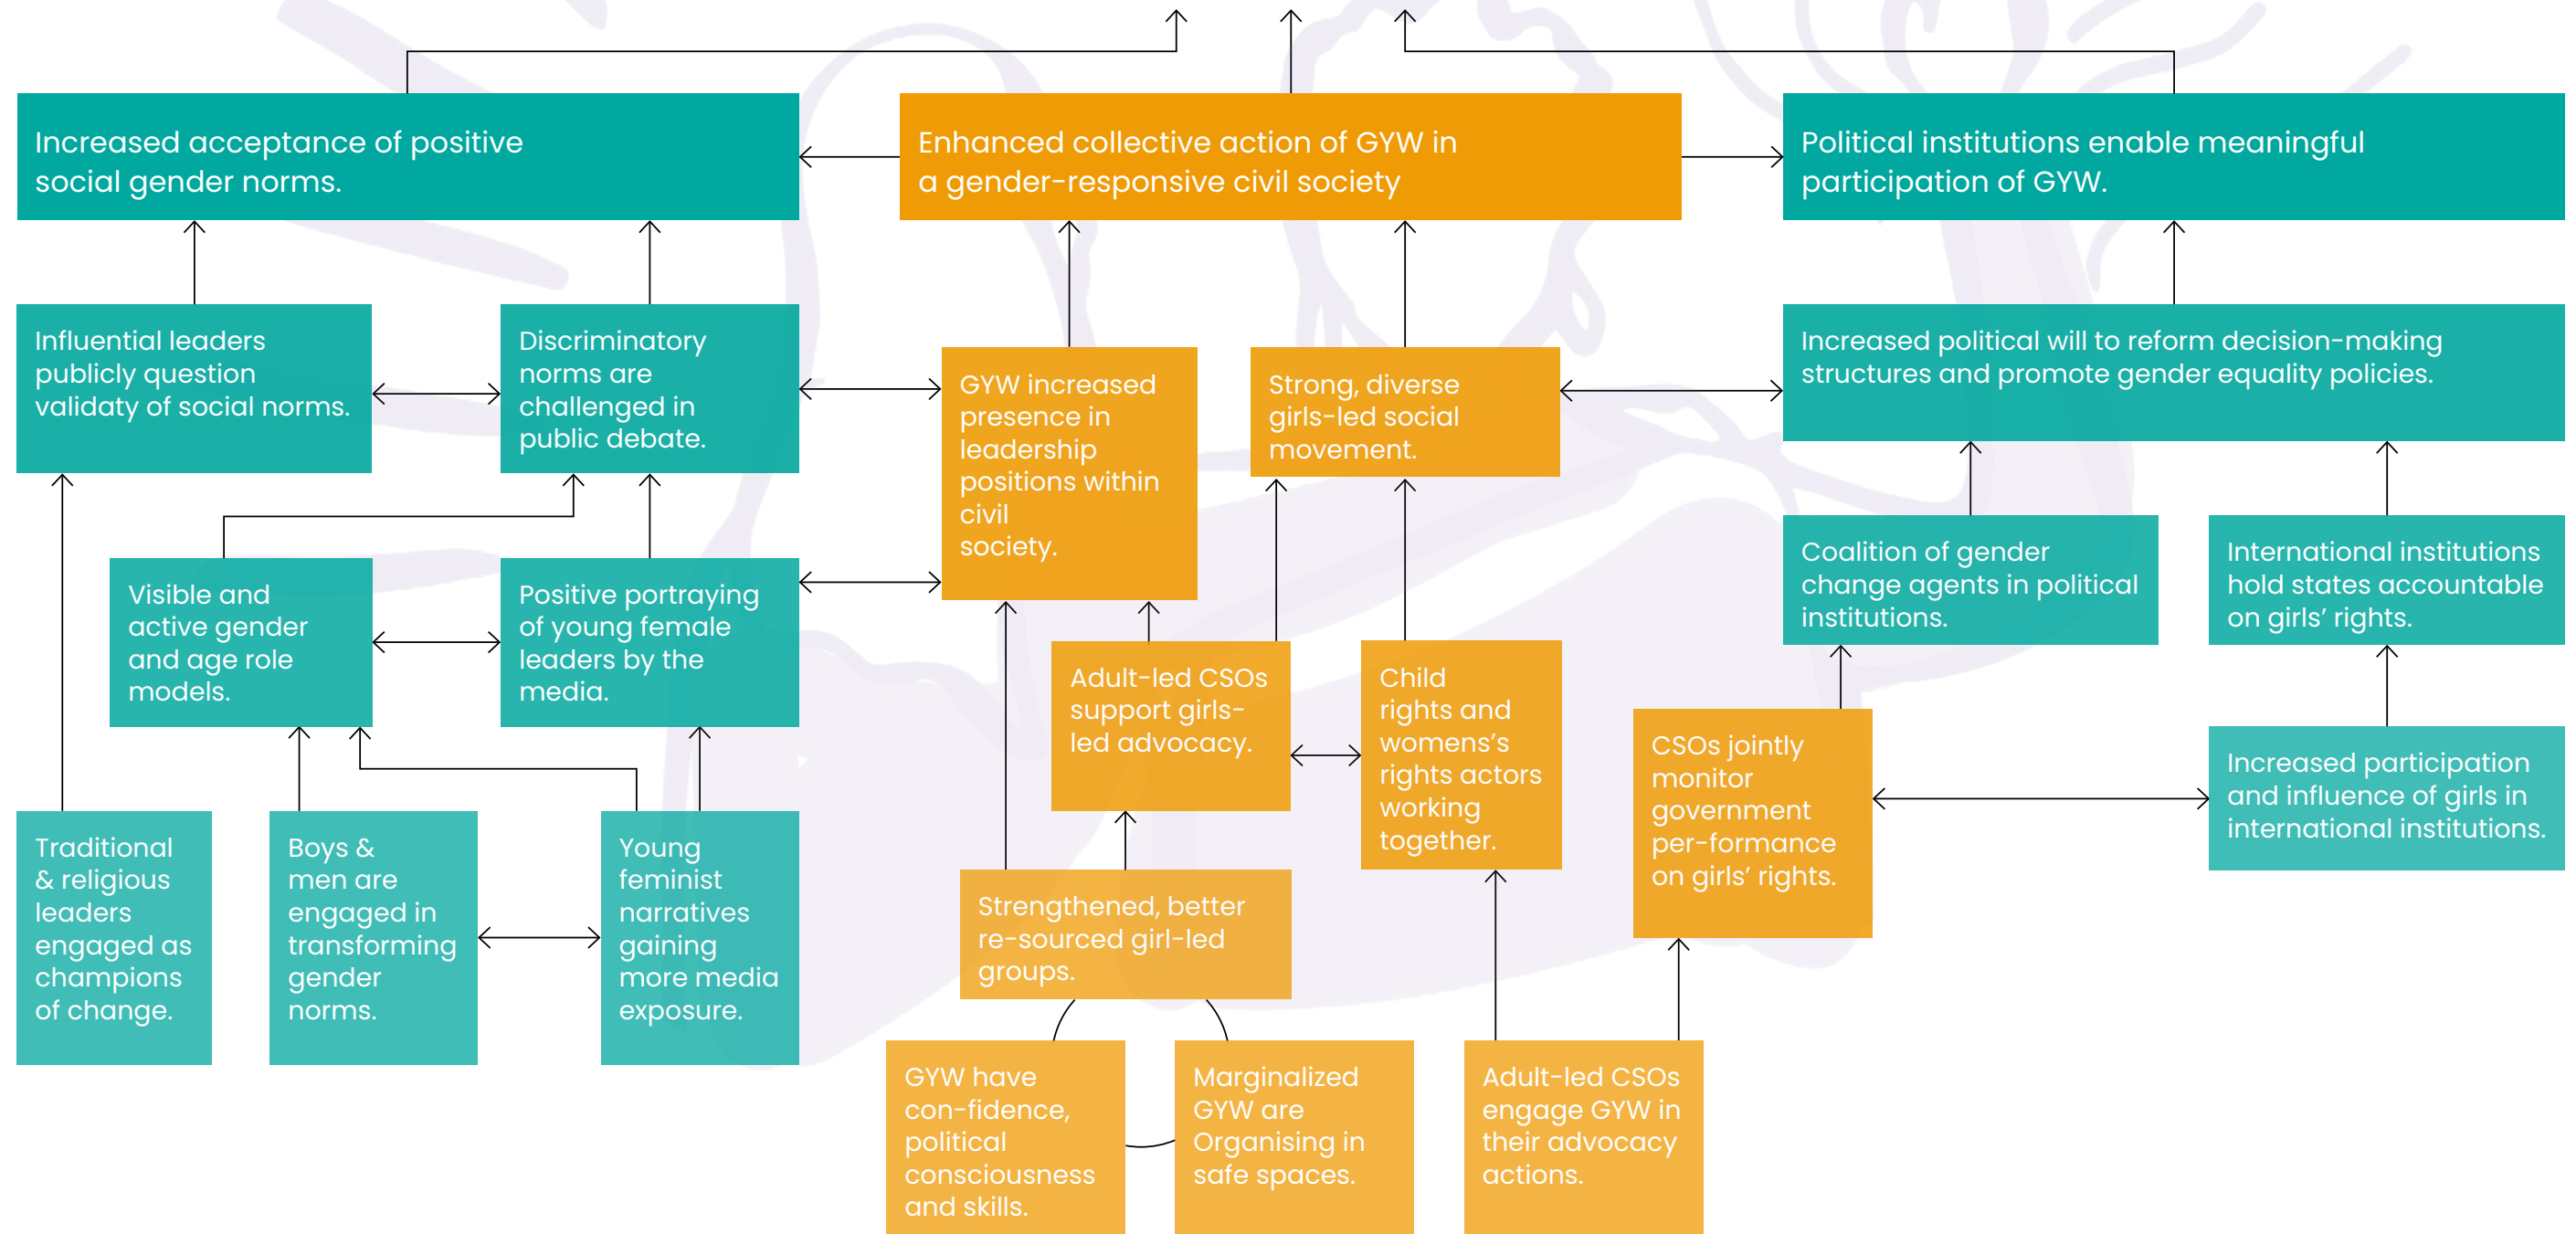 Increased acceptance of positive
social gender norms.
Enhanced collective action of GYW in
a gender-responsive civil society
Political institutions enable meaningful
participation of GYW.
Influential leaders
publicly question
validaty of social norms.
Discriminatory
norms are
challenged in
public debate.
GYW increased
presence in
leadership
positions within
civil
society.
Strong, diverse
girls-led social
movement.
Increased political will to reform decision-making
structures and promote gender equality policies.
Visible and
active gender
and age role
models.
Positive portraying
of young female
leaders by the
media.
Adult-led CSOs
support girls-
led advocacy.
Child
rights and
womens's
rights actors
working
together.
Coalition of gender
change agents in political
institutions.
International institutions
hold states accountable
on girls' rights.
CSOs jointly
monitor
government
per-formance
on girls' rights.
Increased participation
and influence of girls in
international institutions.
Traditional
& religious
leaders
engaged as
champions
of change.
Boys &
men are
engaged in
transforming
gender
norms.
Young
feminist
narratives
gaining
more media
exposure.
Strengthened, better
re-sourced girl-led
groups.
GYW have
con-fidence,
political
consciousness
and skills.
Marginalized
GYW are
Organising in
safe spaces.
Adult-led CSOs
engage GYW in
their advocacy
actions.